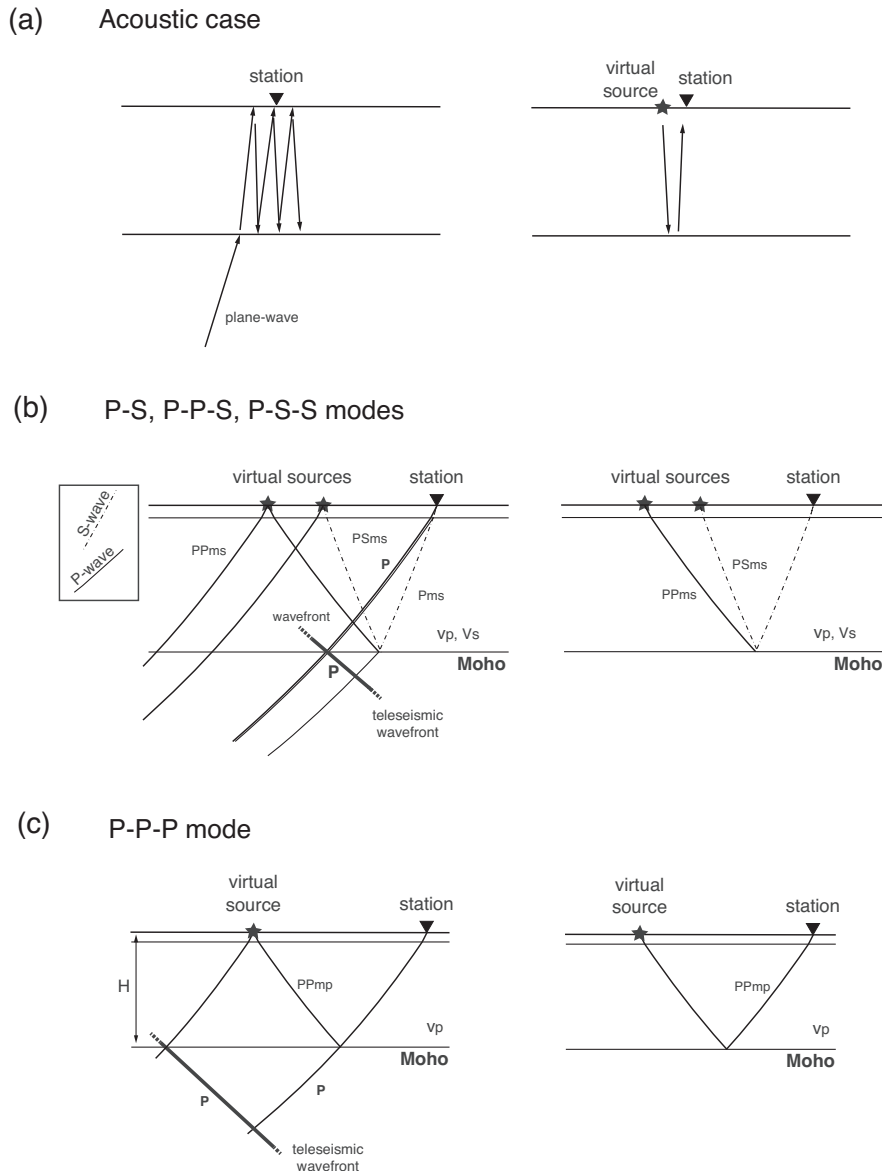 (a) Acoustic case
station
plane-wave
virtual
source
station
(b) P-S, P-P-S, P-S-S modes
S-wave
P-wave
virtual sources
station
PPms
PSms
P
Pms
wavefront
vp, Vs
P
Moho
teleseismic
wavefront
virtual sources
station
PSms
PPms
vp, Vs
Moho
(c) P-P-P mode
virtual
source
station
H
PPmp
vp
Moho
P
P
teleseismic
wavefront
virtual
source
station
PPmp
vp
Moho